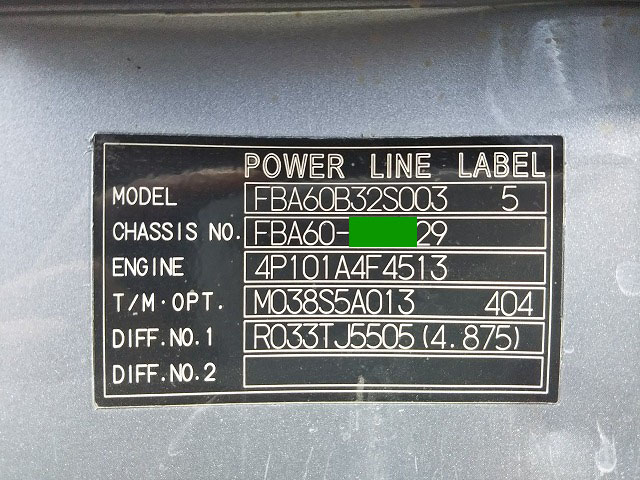 POWER LINE LABEL
MODEL FBA60B32S003 5
CHASSIS NO. FBA60- 29
ENGINE 4P101A4F4513
T/M·OPT. M038S5A013 404
DIFF.NO.1 R033TJ5505(4.875)
DIFF.NO.2